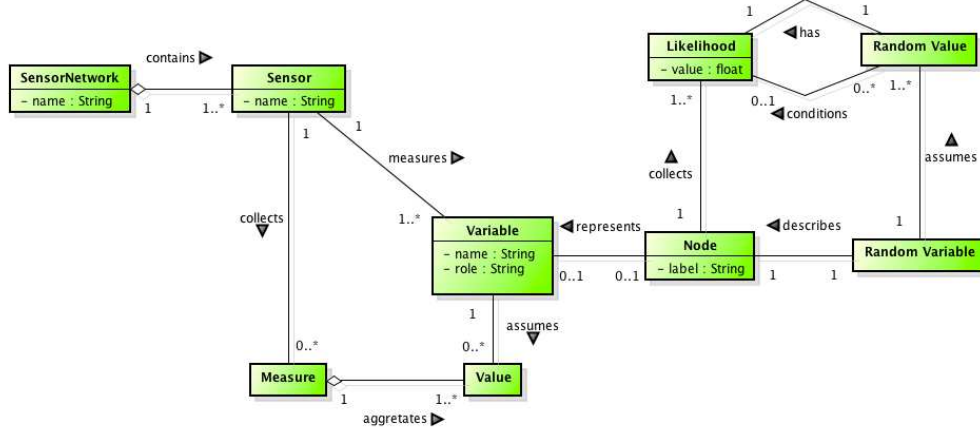 1
1
has
Likelihood
Random Value
- value : float
contains
SensorNetwork
Sensor
- name : String
- name : String
1
1..*
1..*
0..1
0..*
1..*
conditions
1
1
measures
assumes
collects
collects
1..*
1
1
represents
describes
Variable
Node
Random Variable
- name : String
- role : String
- label : String
0..1
0..1
1
1
1
assumes
0..*
0..*
Measure
Value
1
1..*
aggretates